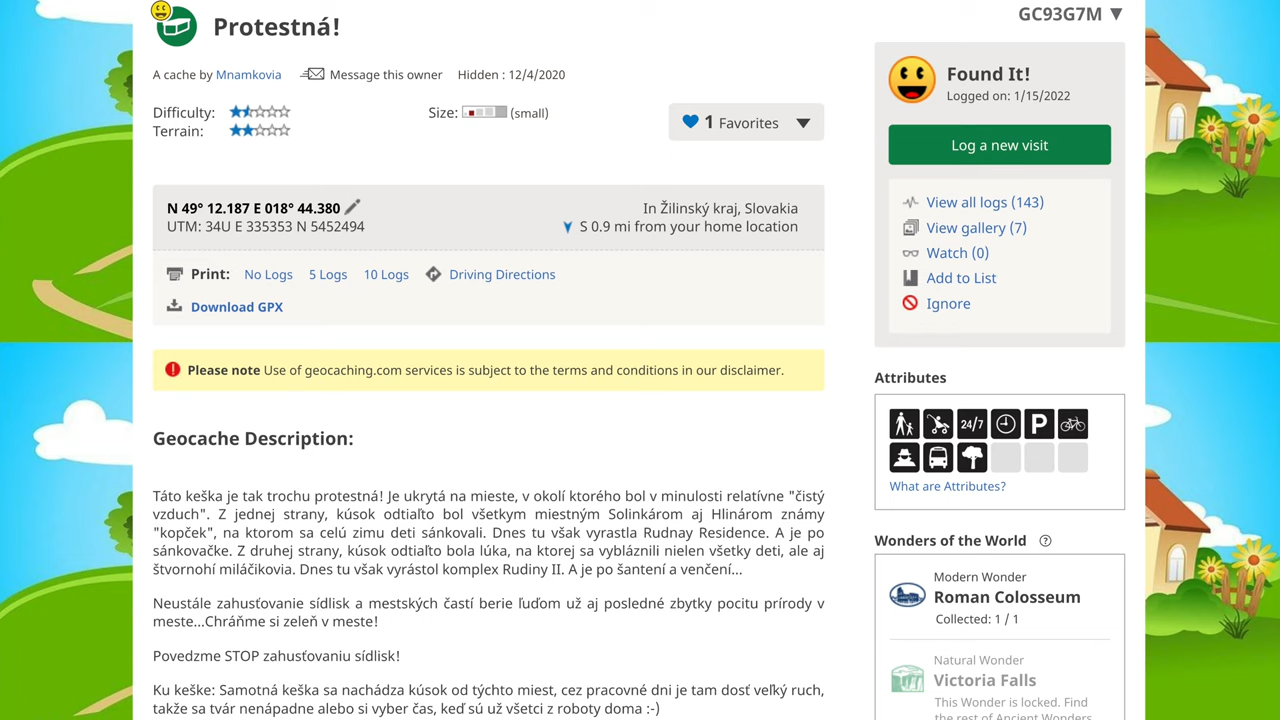 Protestná!
GC93G7M ▼
A cache by Mnamkovia Message this owner Hidden : 12/4/2020
Difficulty:
Size: (small)
Terrain:
1 Favorites
Found It!
Logged on: 1/15/2022
Log a new visit
View all logs (143)
View gallery (7)
Watch (0)
Add to List
Ignore
N 49° 12.187 E 018° 44.380
UTM: 34U E 335353 N 5452494
In Žilinský kraj, Slovakia
S 0.9 mi from your home location
Print: No Logs 5 Logs 10 Logs Driving Directions
Download GPX
Please note Use of geocaching.com services is subject to the terms and conditions in our disclaimer.
Attributes
24/7
P
What are Attributes?
Geocache Description:
Táto keška je tak trochu protestná! Je ukrytá na mieste, v okolí ktorého bol v minulosti relatívne "čistý
vzduch". Z jednej strany, kúsok odtiaľto bol všetkym miestným Solinkárom aj Hlinárom známy
"kopček", na ktorom sa celú zimu deti sánkovali. Dnes tu však vyrastla Rudnay Residence. A je po
sánkovačke. Z druhej strany, kúsok odtiaľto bola lúka, na ktorej sa vybláznili nielen všetky deti, ale aj
štvornohí miláčikovia. Dnes tu však vyrástol komplex Rudiny II. A je po šantení a venčení...
Neustále zahusťovanie sídlisk a mestských častí berie ľuďom už aj posledné zbytky pocitu prírody v
meste...Chráňme si zeleň v meste!
Povedzme STOP zahusťovaniu sídlisk!
Ku keške: Samotná keška sa nachádza kúsok od týchto miest, cez pracovné dni je tam dosť veľký ruch,
takže sa tvár nenápadne alebo si vyber čas, keď sú už všetci z roboty doma :-)
Wonders of the World
Modern Wonder
Roman Colosseum
Collected: 1 / 1
Natural Wonder
Victoria Falls
This Wonder is locked. Find
the rest of Ancient Wonders